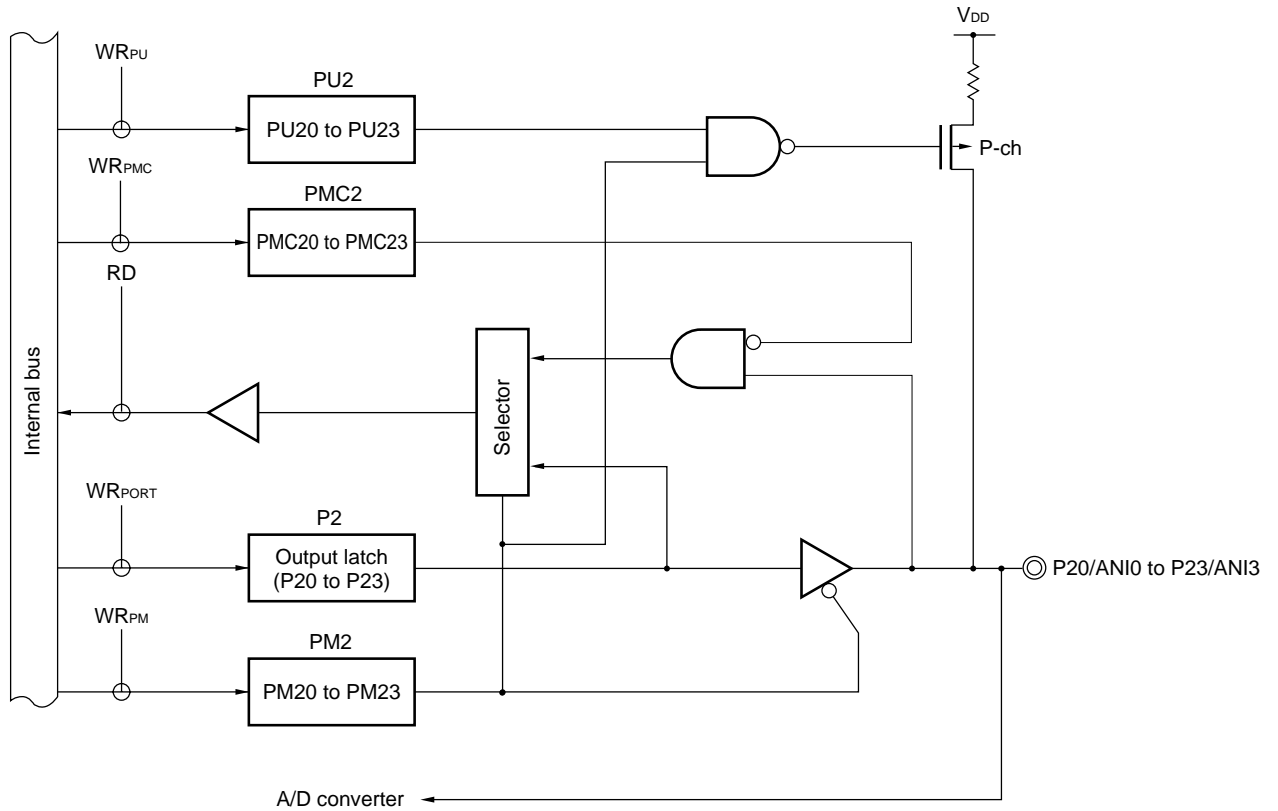 VDD
WRPU
PU2
PU20 to PU23
P-ch
WRPMC
PMC2
PMC20 to PMC23
RD
Internal bus
Selector
WRPORT
P2
Output latch
(P20 to P23)
P20/ANI0 to P23/ANI3
WRPM
PM2
PM20 to PM23
A/D converter